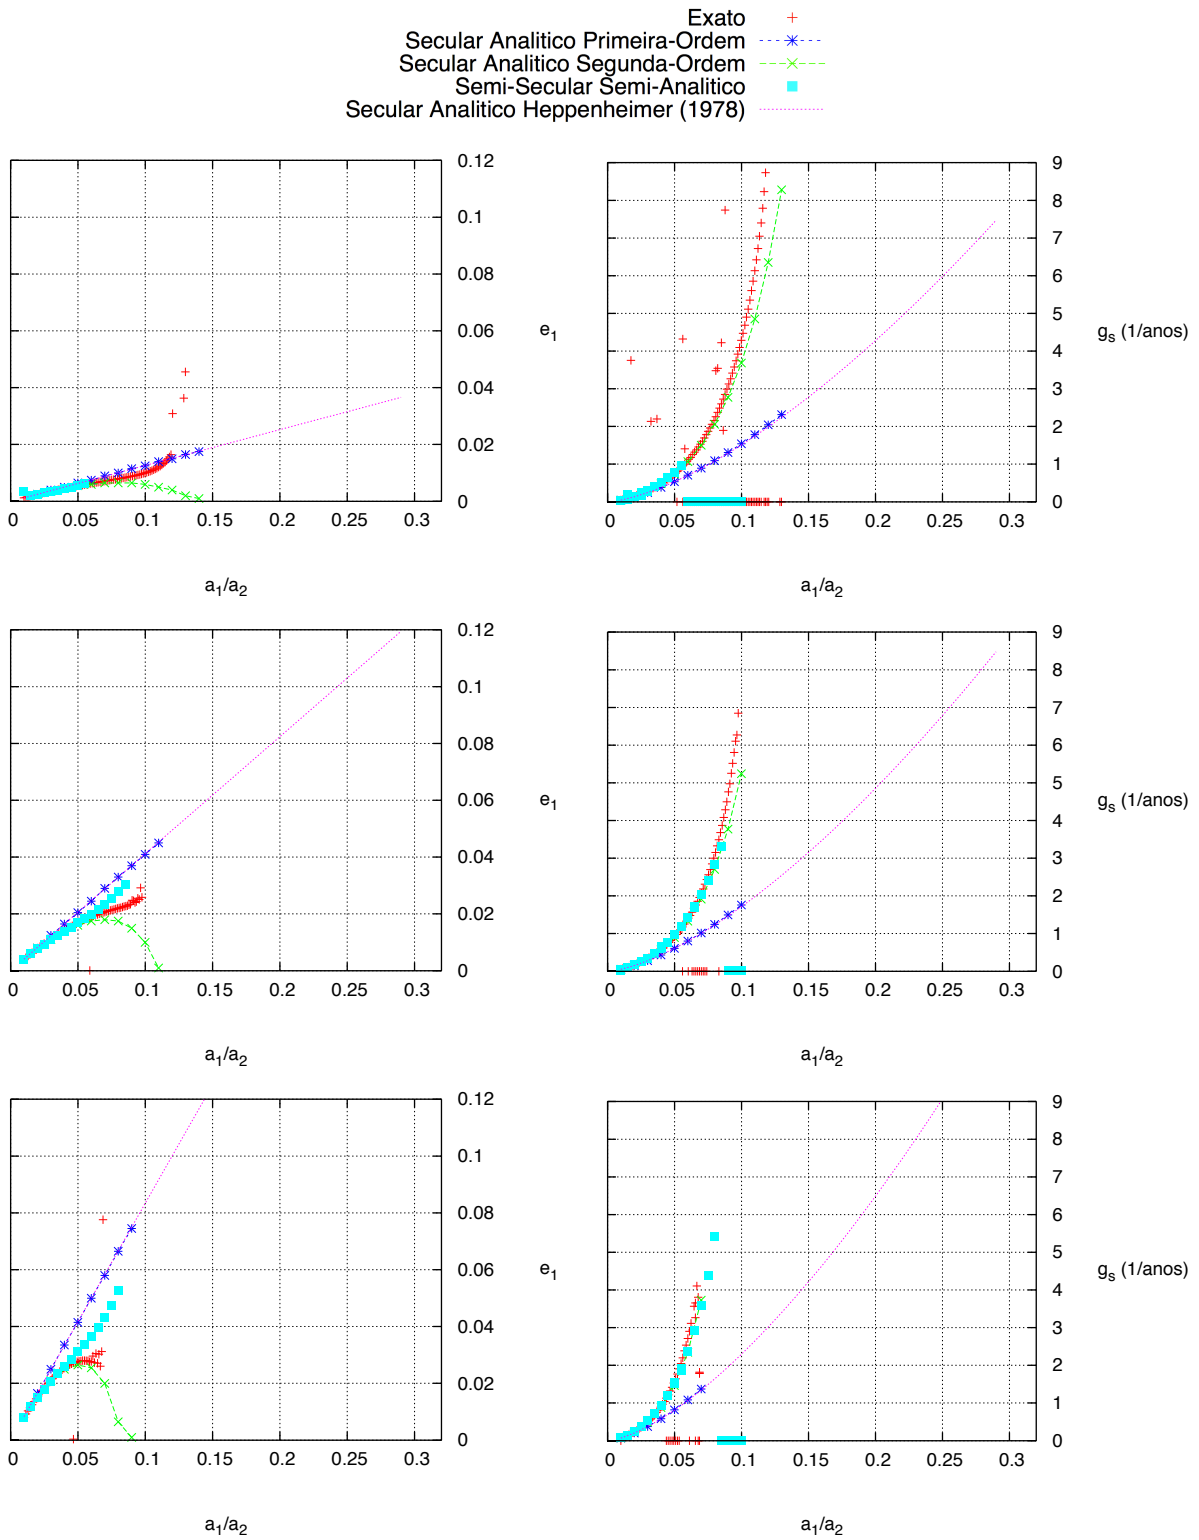 Exato
Secular Analitico Primeira-Ordem
Secular Analitico Segunda-Ordem
Semi-Secular Semi-Analitico
Secular Analitico Heppenheimer (1978)
0.12
0.1
0.08
0.06
0.04
0.02
0
e1
0 0.05 0.1 0.15 0.2 0.25 0.3
a1/a2
9
8
7
6
5
4
3
2
1
0
gs (1/anos)
0 0.05 0.1 0.15 0.2 0.25 0.3
a1/a2
0.12
0.1
0.08
0.06
0.04
0.02
0
e1
0 0.05 0.1 0.15 0.2 0.25 0.3
a1/a2
9
8
7
6
5
4
3
2
1
0
gs (1/anos)
0 0.05 0.1 0.15 0.2 0.25 0.3
a1/a2
0.12
0.1
0.08
0.06
0.04
0.02
0
e1
0 0.05 0.1 0.15 0.2 0.25 0.3
a1/a2
9
8
7
6
5
4
3
2
1
0
gs (1/anos)
0 0.05 0.1 0.15 0.2 0.25 0.3
a1/a2